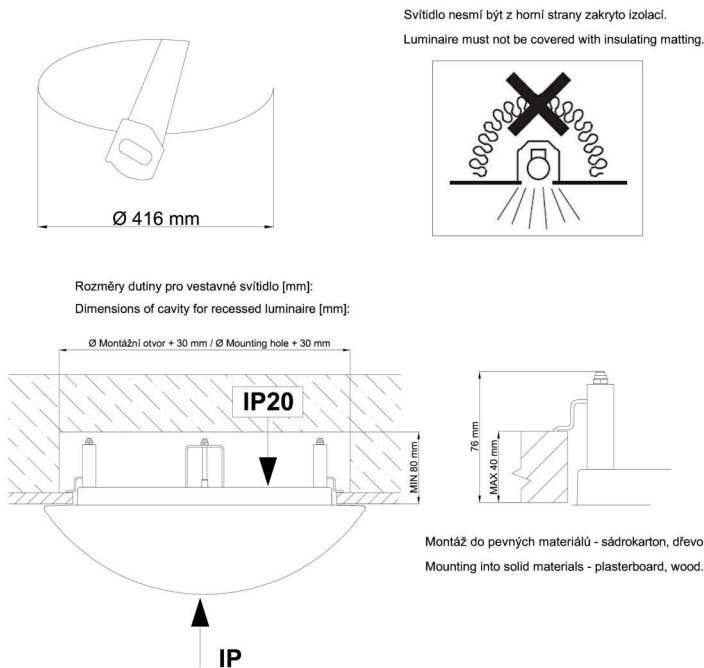 Svítidlo nesmí být z horní strany zakryto izolací.
Luminaire must not be covered with insulating matting.
Ø 416 mm
Rozměry dutiny pro vestavné svítidlo [mm]:
Dimensions of cavity for recessed luminaire [mm]:
Ø Montážní otvor + 30 mm / Ø Mounting hole + 30 mm
IP20
MIN 80 mm
76 mm
MAX 40 mm
Montáž do pevných materiálů - sádrokarton, dřevo
Mounting into solid materials - plasterboard, wood.
IP